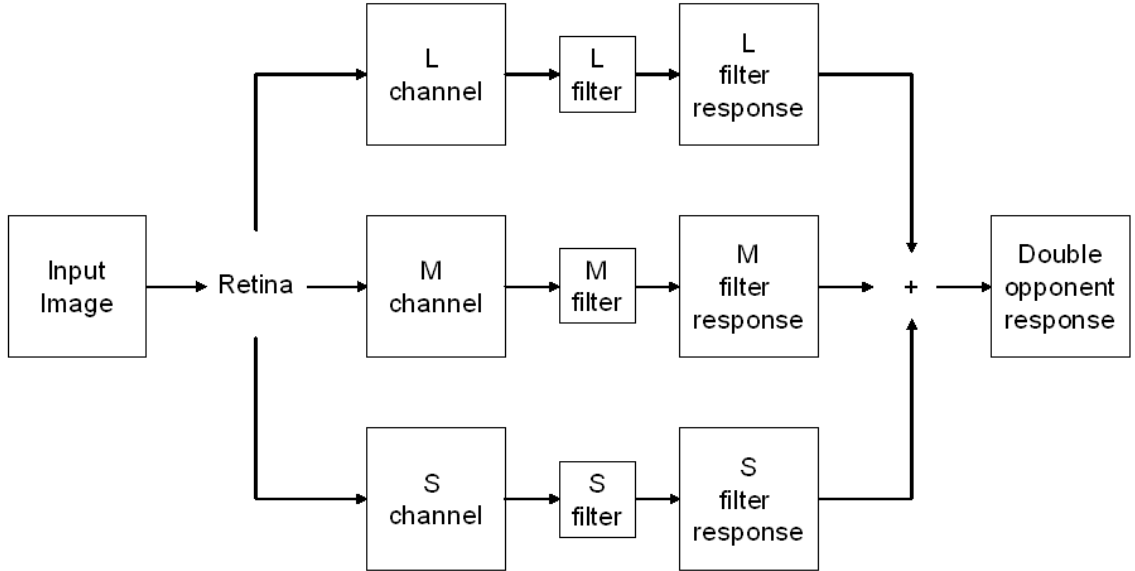 L
channel
L
filter
L
filter
response
Input
Image
Retina
M
channel
M
filter
M
filter
response
+
Double
opponent
response
S
channel
S
filter
S
filter
response